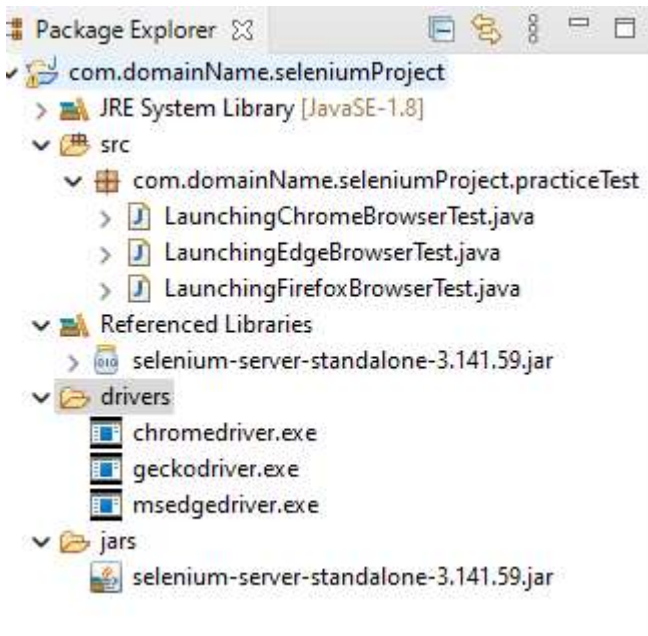 Package Explorer
com.domainName.seleniumProject
JRE System Library [JavaSE-1.8]
src
com.domainName.seleniumProject.practiceTest
LaunchingChromeBrowserTest.java
LaunchingEdgeBrowserTest.java
LaunchingFirefoxBrowserTest.java
Referenced Libraries
selenium-server-standalone-3.141.59.jar
drivers
chromedriver.exe
geckodriver.exe
msedgedriver.exe
jars
selenium-server-standalone-3.141.59.jar